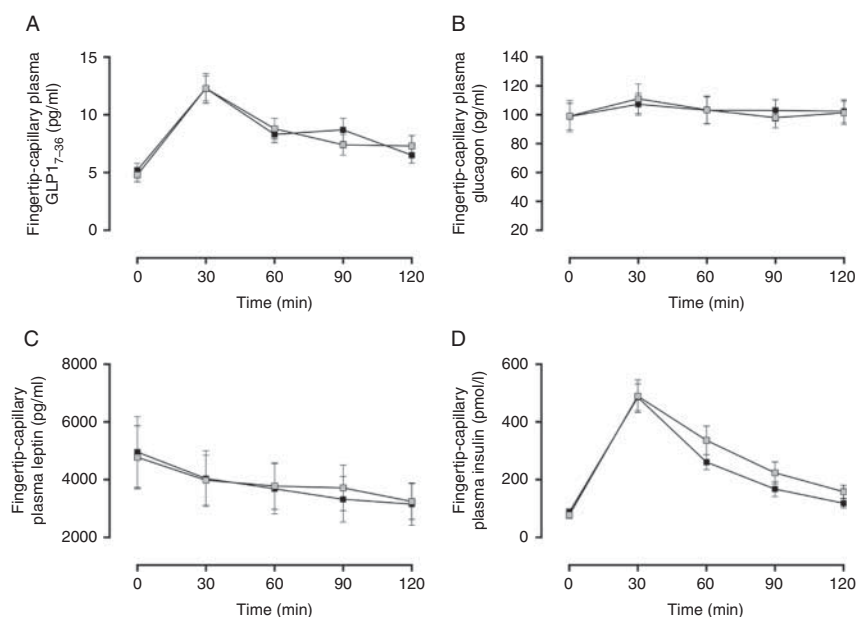 A
Fingertip-capillary plasma
GLP1₇₋₃₆ (pg/ml)
15
10
5
0
0 30 60 90 120
Time (min)
B
Fingertip-capillary plasma
glucagon (pg/ml)
140
120
100
80
60
40
20
0 30 60 90 120
Time (min)
C
Fingertip-capillary
plasma leptin (pg/ml)
8000
6000
4000
2000
0 30 60 90 120
Time (min)
D
Fingertip-capillary
plasma insulin (pmol/l)
600
400
200
0
0 30 60 90 120
Time (min)